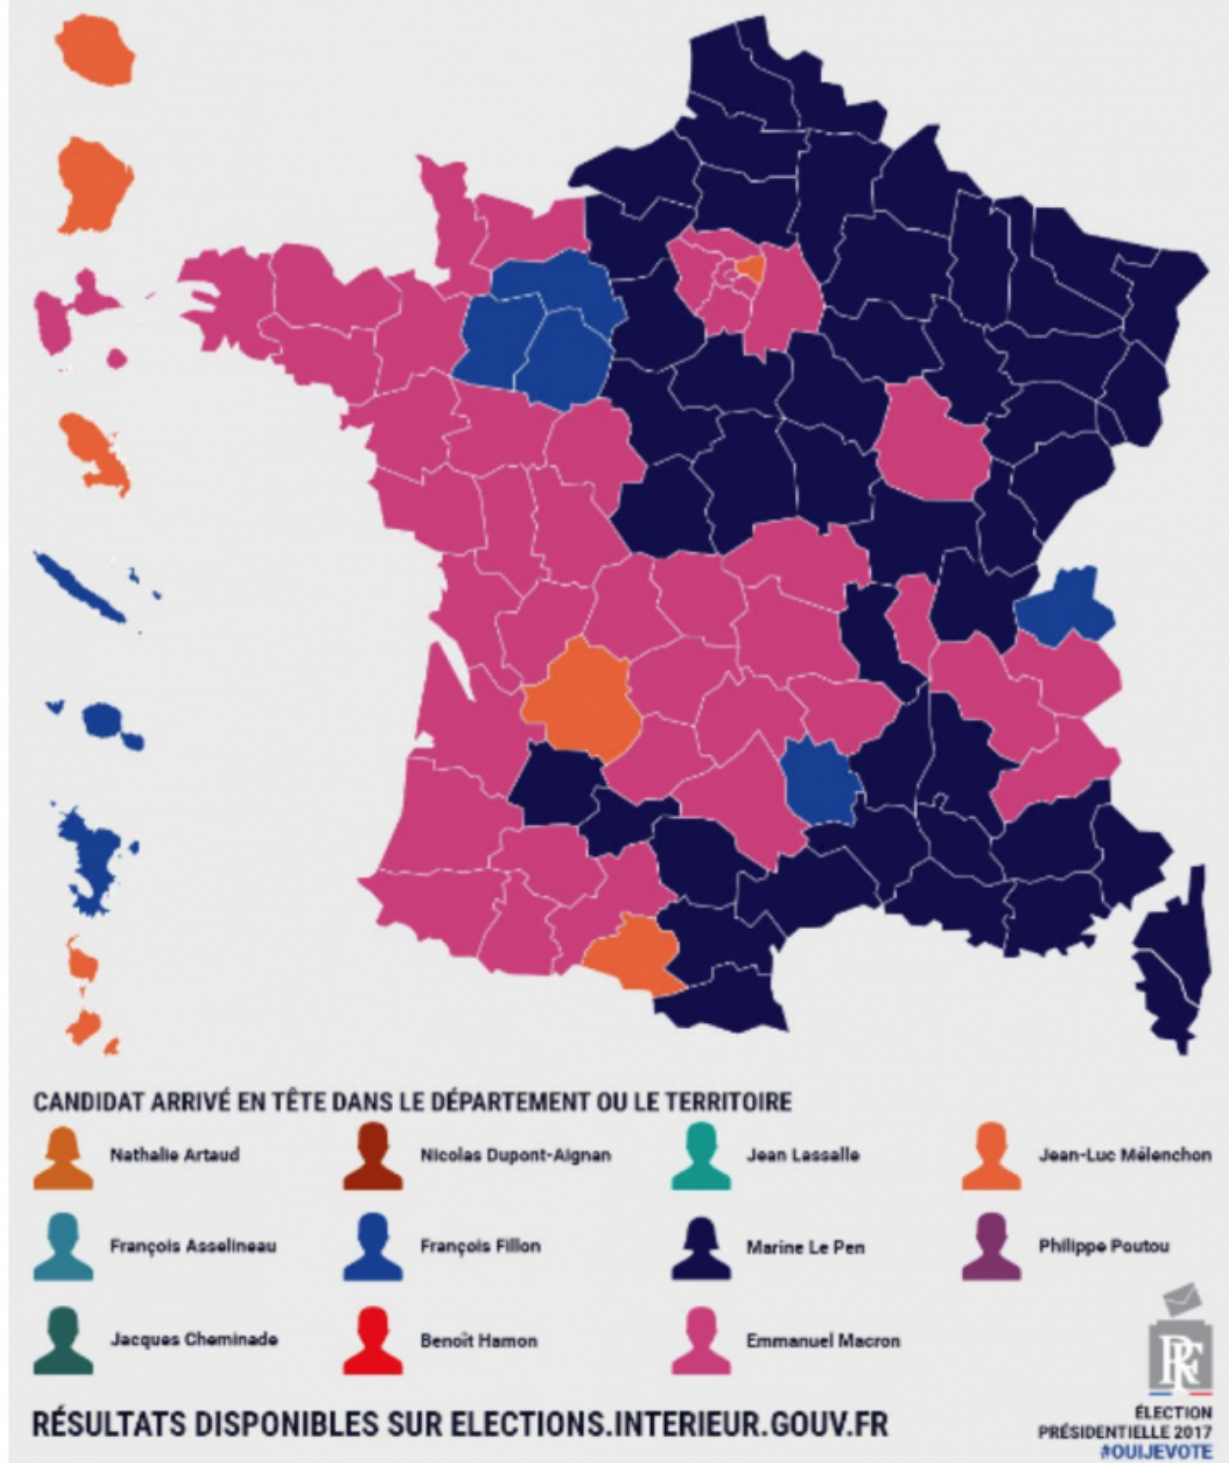 CANDIDAT ARRIVÉ EN TÊTE DANS LE DÉPARTEMENT OU LE TERRITOIRE
Nathalie Artaud
Nicolas Dupont-Aignan
Jean Lassalle
Jean-Luc Mélenchon
François Asselineau
François Fillon
Marine Le Pen
Philippe Poutou
Jacques Cheminade
Benoît Hamon
Emmanuel Macron
RF
RÉSULTATS DISPONIBLES SUR ELECTIONS.INTERIEUR.GOUV.FR
ÉLECTION
PRÉSIDENTIELLE 2017
#OUIJEVOTE